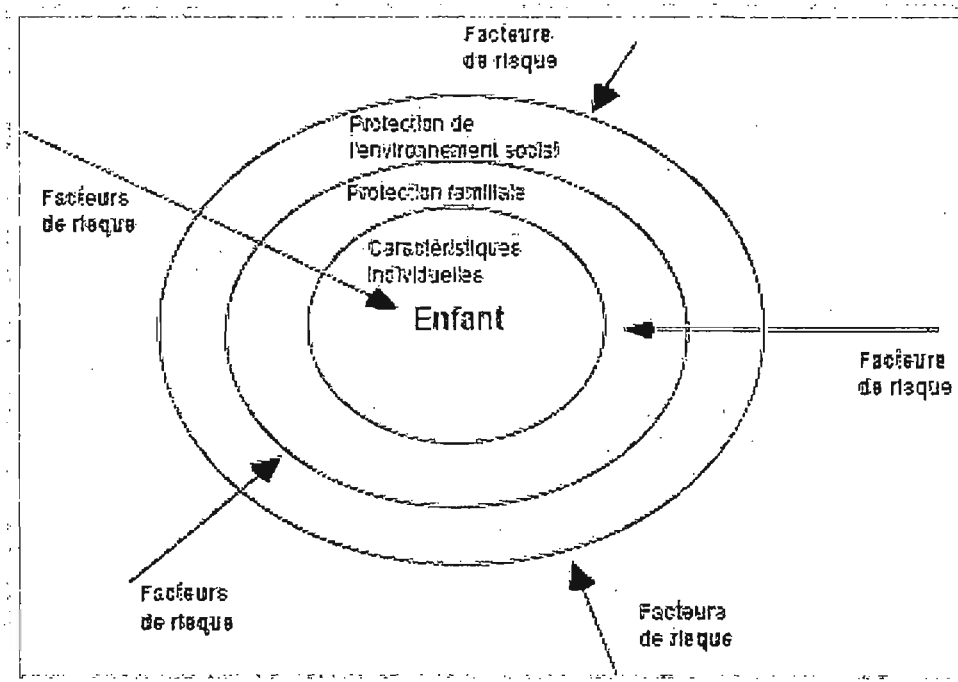 Facteurs
de risque
Protection de
l'environnement social
Facteurs
de risque
Protection familiale
Caractéristiques
individuelles
Enfant
Facteurs
de risque
Facteurs
de risque
Facteurs
de risque